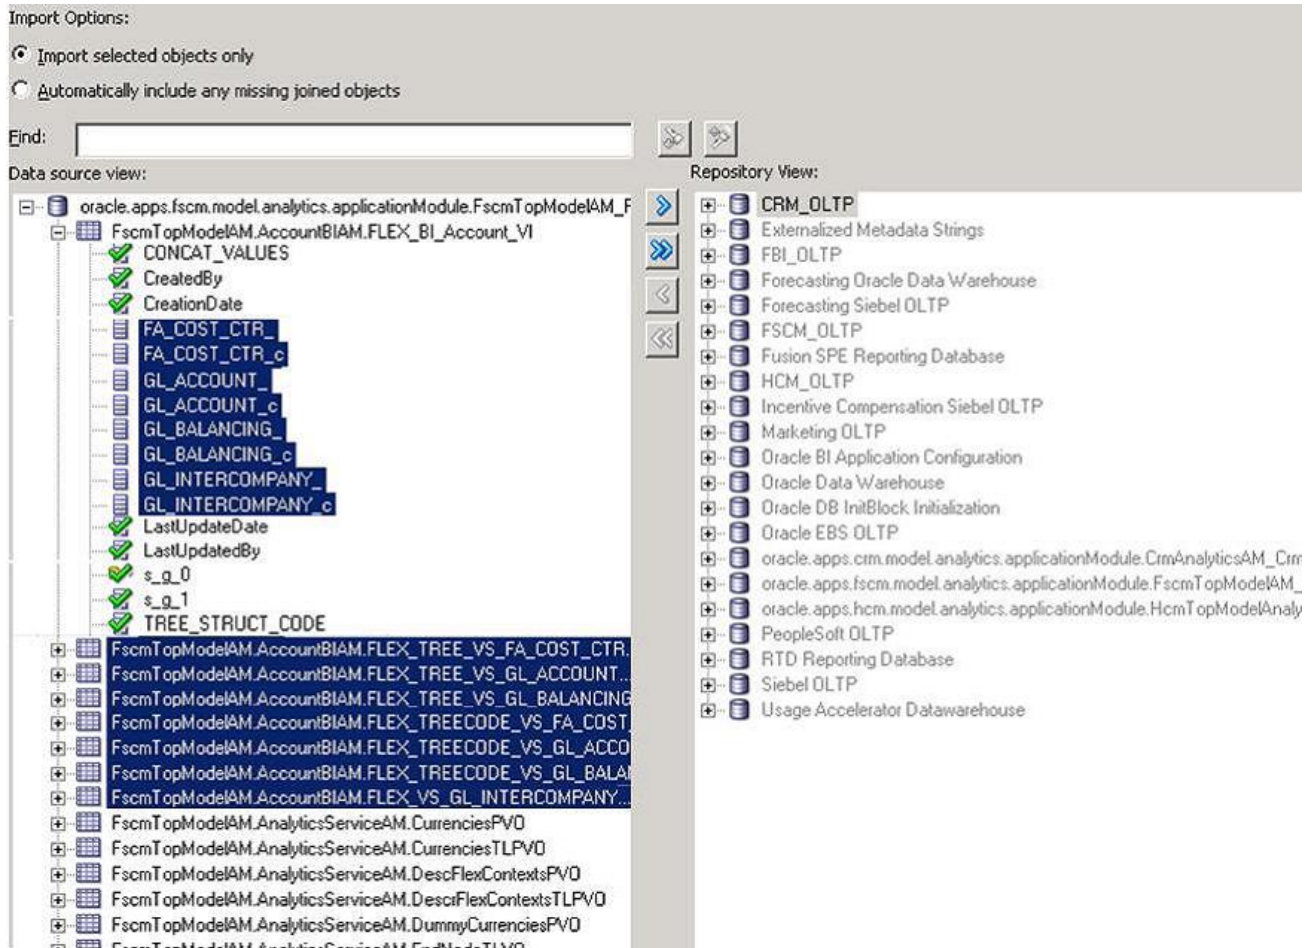 Import Options:
Import selected objects only
Automatically include any missing joined objects
Find:
Data source view:
oracle.apps.fscm.model.analytics.applicationModule.FscmTopModelAM_F
FscmTopModelAM.AccountBIAM.FLEX_BI_Account_VI
CONCAT_VALUES
CreatedBy
CreationDate
FA_COST_CTR_
FA_COST_CTR_c
GL_ACCOUNT_
GL_ACCOUNT_c
GL_BALANCING_
GL_BALANCING_c
GL_INTERCOMPANY_
GL_INTERCOMPANY_c
LastUpdateDate
LastUpdatedBy
s_g_0
s_g_1
TREE_STRUCT_CODE
FscmTopModelAM.AccountBIAM.FLEX_TREE_VS_FA_COST_CTR.
FscmTopModelAM.AccountBIAM.FLEX_TREE_VS_GL_ACCOUNT...
FscmTopModelAM.AccountBIAM.FLEX_TREE_VS_GL_BALANCING
FscmTopModelAM.AccountBIAM.FLEX_TREECODE_VS_FA_COST_
FscmTopModelAM.AccountBIAM.FLEX_TREECODE_VS_GL_ACCO
FscmTopModelAM.AccountBIAM.FLEX_TREECODE_VS_GL_BALAN
FscmTopModelAM.AccountBIAM.FLEX_VS_GL_INTERCOMPANY...
FscmTopModelAM.AnalyticsServiceAM.CurrenciesPVO
FscmTopModelAM.AnalyticsServiceAM.CurrenciesTLPVO
FscmTopModelAM.AnalyticsServiceAM.DescFlexContextsPVO
FscmTopModelAM.AnalyticsServiceAM.DescrFlexContextsTLPVO
FscmTopModelAM.AnalyticsServiceAM.DummyCurrenciesPVO
Repository View:
CRM_OLTP
Externalized Metadata Strings
FBI_OLTP
Forecasting Oracle Data Warehouse
Forecasting Siebel OLTP
FSCM_OLTP
Fusion SPE Reporting Database
HCM_OLTP
Incentive Compensation Siebel OLTP
Marketing OLTP
Oracle BI Application Configuration
Oracle Data Warehouse
Oracle DB InitBlock Initialization
Oracle EBS OLTP
oracle.apps.crm.model.analytics.applicationModule.CrmAnalyticsAM_Crm
oracle.apps.fscm.model.analytics.applicationModule.FscmTopModelAM_
oracle.apps.hcm.model.analytics.applicationModule.HcmTopModelAnaly
PeopleSoft OLTP
RTD Reporting Database
Siebel OLTP
Usage Accelerator Datawarehouse